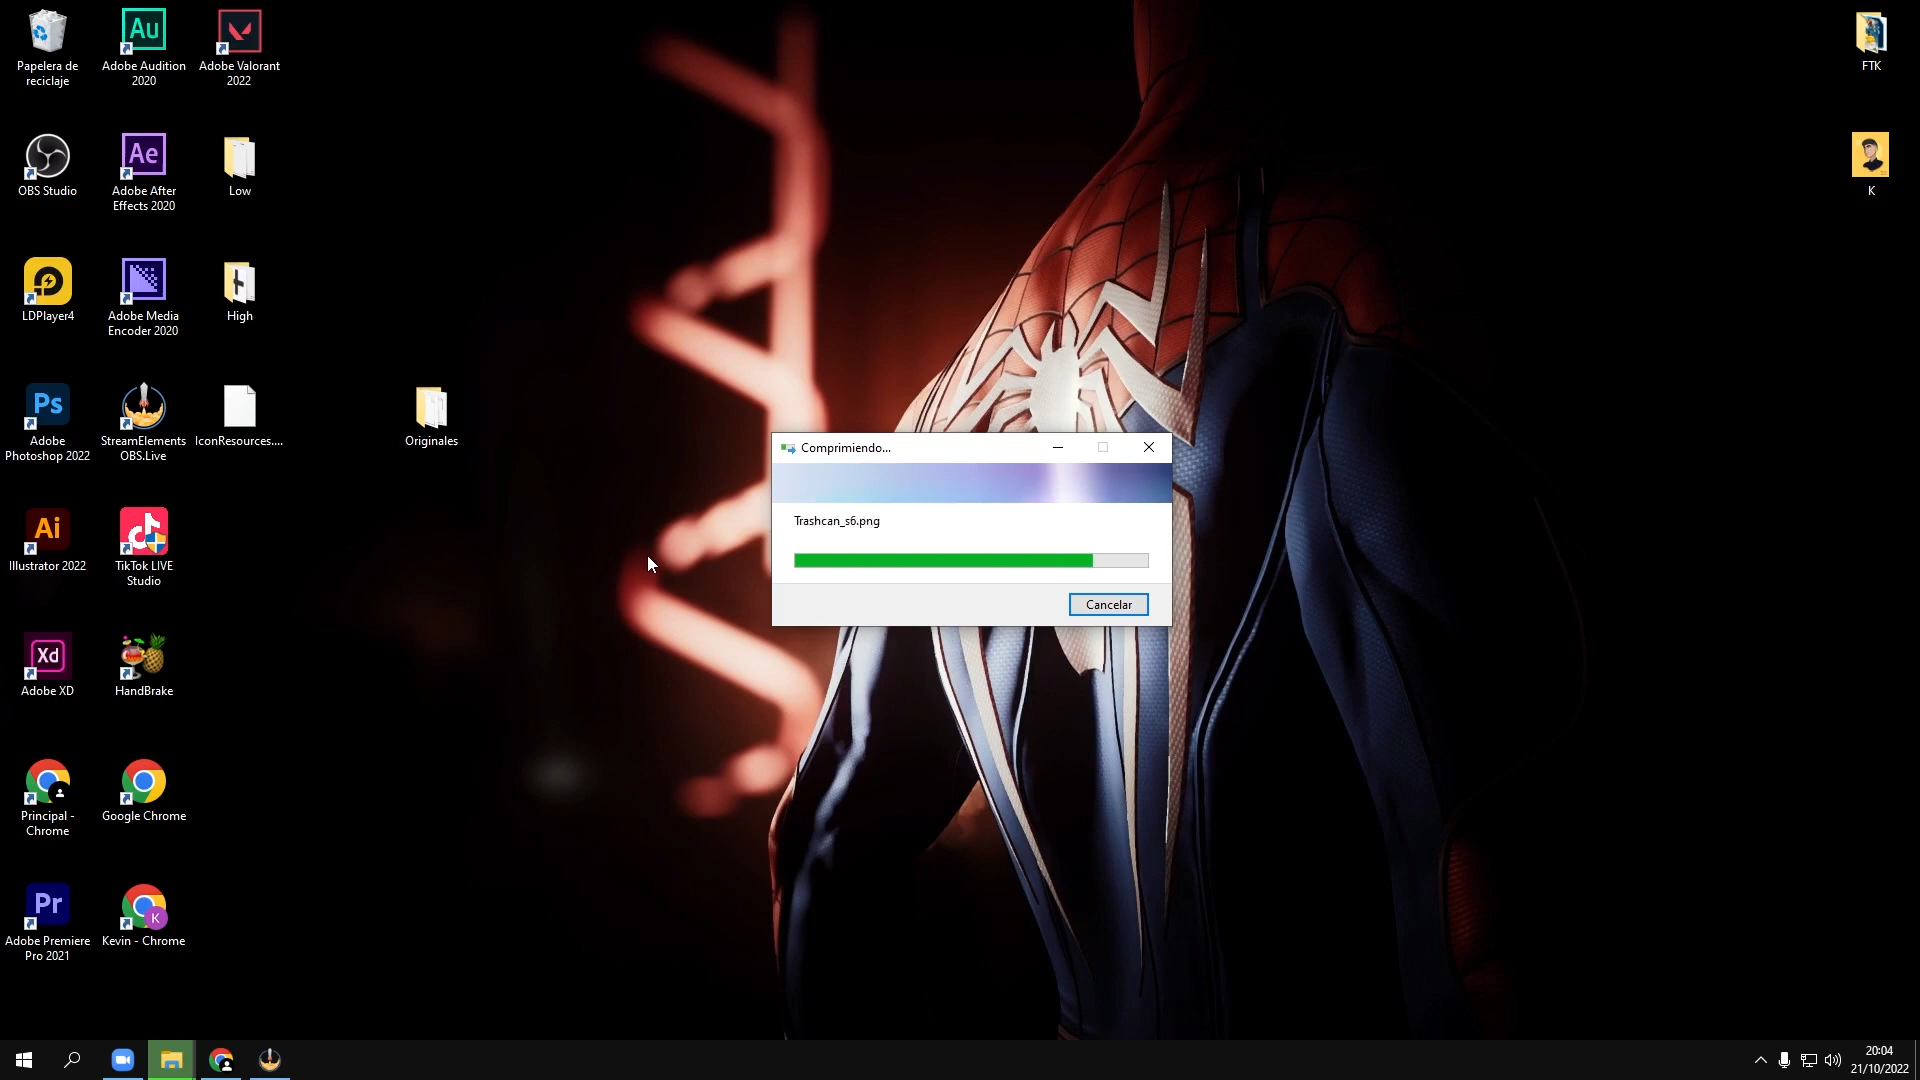 Papelera de
reciclaje
Au
Adobe Audition
2020
Adobe Valorant
2022
FTK
OBS Studio
Ae
Adobe After
Effects 2020
Low
K
LDPlayer4
Adobe Media
Encoder 2020
High
Ps
Adobe
Photoshop 2022
StreamElements
OBS.Live
IconResources....
Originales
Comprimiendo...
Trashcan_s6.png
Cancelar
Ai
Illustrator 2022
TikTok LIVE
Studio
Xd
Adobe XD
HandBrake
Principal -
Chrome
Google Chrome
Pr
Adobe Premiere
Pro 2021
K
Kevin - Chrome
20:04
21/10/2022